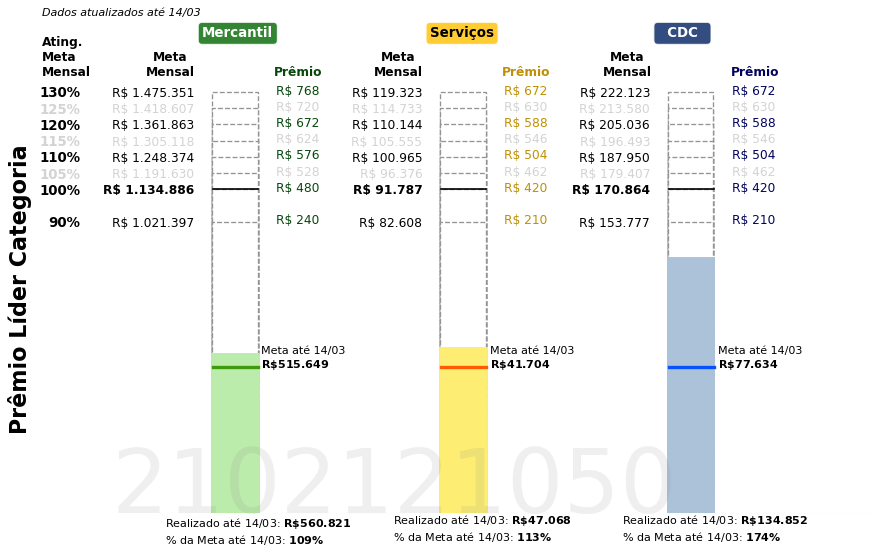 Dados atualizados até 14/03
Mercantil Serviços CDC
Ating.
Meta Meta Meta Meta
Mensal Mensal Prêmio Mensal Prêmio Mensal Prêmio
130% R$ 1.475.351 R$ 768 R$ 119.323 R$ 672 R$ 222.123 R$ 672
125% R$ 1.418.607 R$ 720 R$ 114.733 R$ 630 R$ 213.580 R$ 630
120% R$ 1.361.863 R$ 672 R$ 110.144 R$ 588 R$ 205.036 R$ 588
115% R$ 1.305.118 R$ 624 R$ 105.555 R$ 546 R$ 196.493 R$ 546
110% R$ 1.248.374 R$ 576 R$ 100.965 R$ 504 R$ 187.950 R$ 504
105% R$ 1.191.630 R$ 528 R$ 96.376 R$ 462 R$ 179.407 R$ 462
100% R$ 1.134.886 R$ 480 R$ 91.787 R$ 420 R$ 170.864 R$ 420
90% R$ 1.021.397 R$ 240 R$ 82.608 R$ 210 R$ 153.777 R$ 210
Prêmio Líder Categoria
Meta até 14/03 Meta até 14/03 Meta até 14/03
R$515.649 R$41.704 R$77.634
2102121050
Realizado até 14/03: R$560.821 Realizado até 14/03: R$47.068 Realizado até 14/03: R$134.852
% da Meta até 14/03: 109% % da Meta até 14/03: 113% % da Meta até 14/03: 174%